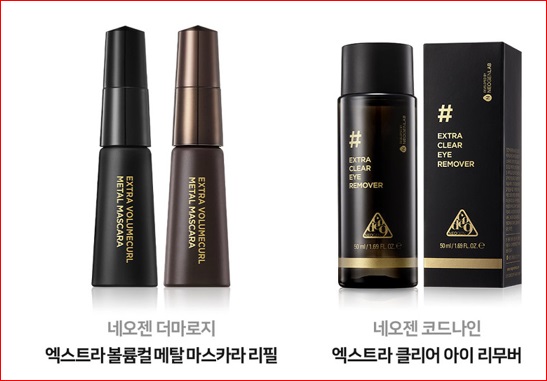 EXTRA VOLUMECURL
METAL MASCARA
EXTRA VOLUMECURL
METAL MASCARA
#
EXTRA
CLEAR
EYE
REMOVER
50 ml / 1.69 FL. OZ. ℮
#
EXTRA
CLEAR
EYE
REMOVER
NEOGENLAB
50 ml / 1.69 FL. OZ. ℮
네오젠 더마로지
엑스트라 볼륨컬 메탈 마스카라 리필
네오젠 코드나인
엑스트라 클리어 아이 리무버